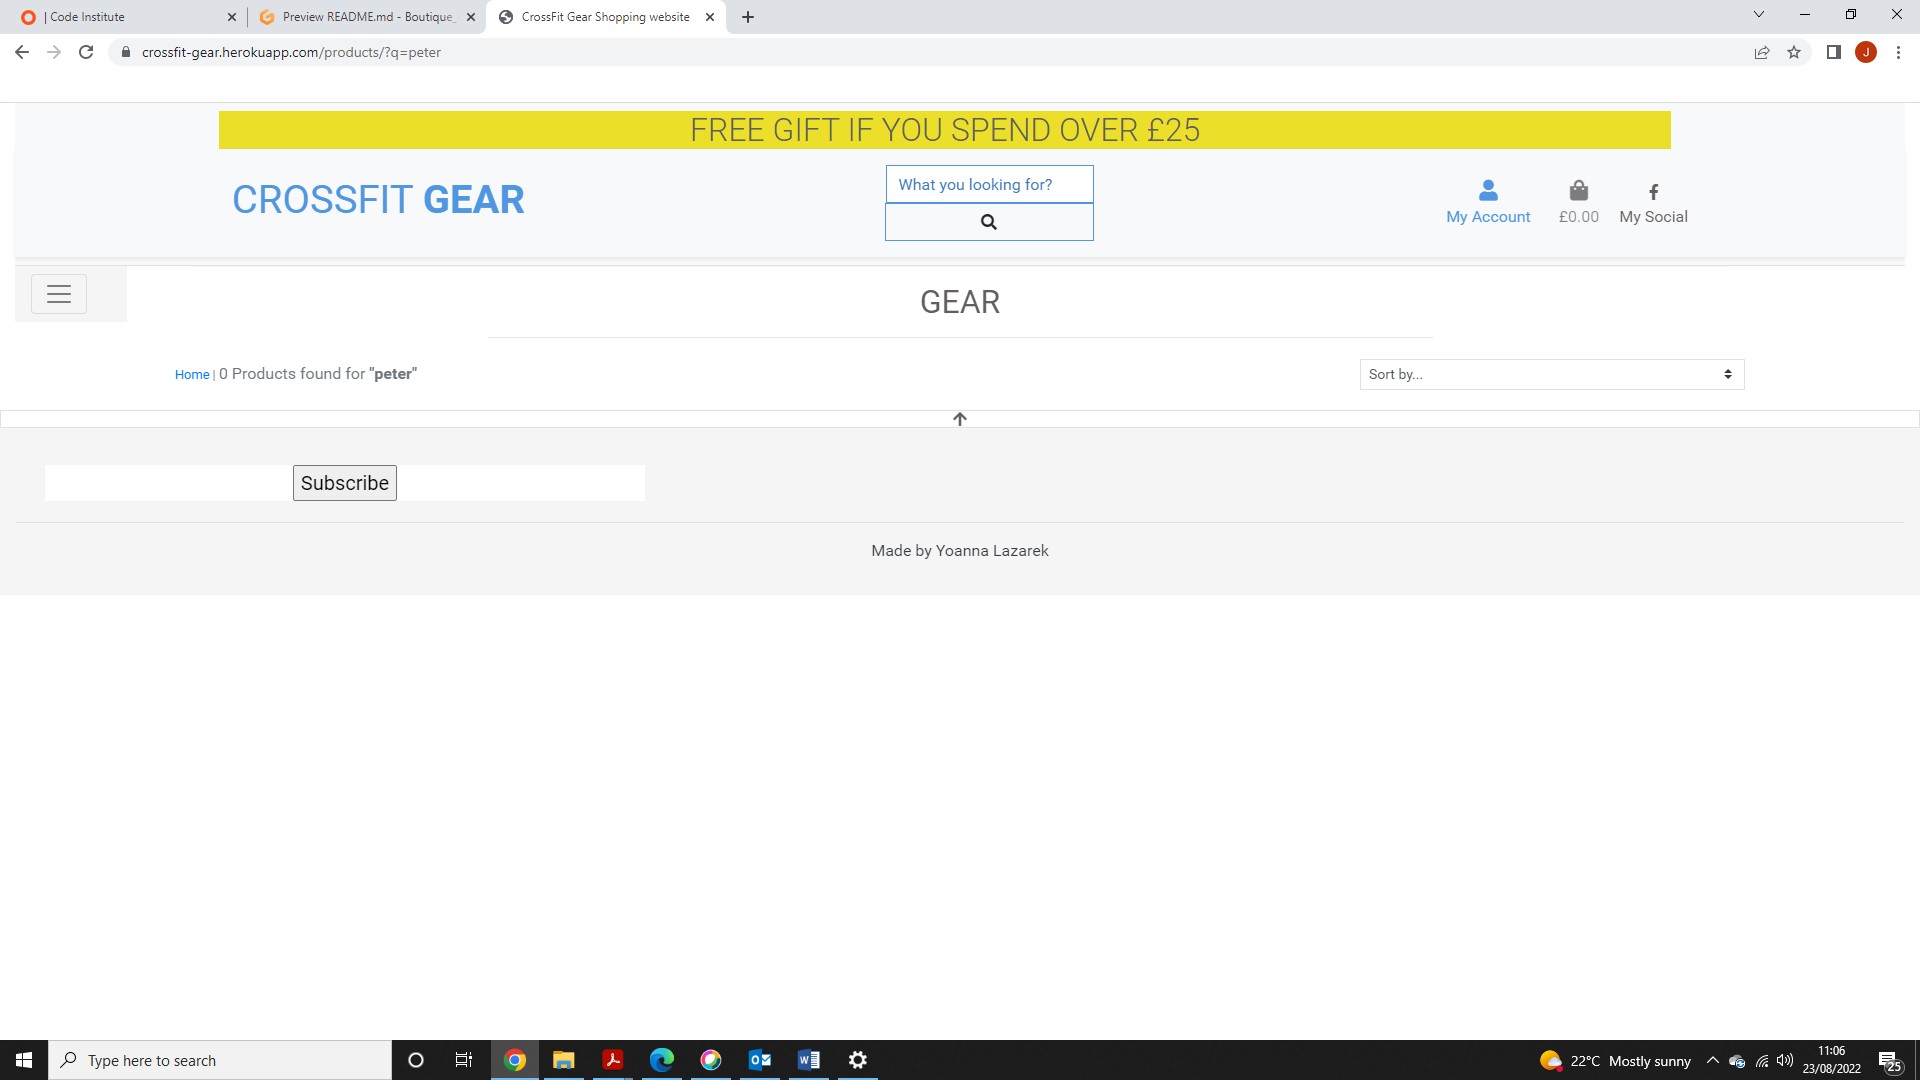 | Code Institute
Preview README.md - Boutique_
CrossFit Gear Shopping website
crossfit-gear.herokuapp.com/products/?q=peter
J
FREE GIFT IF YOU SPEND OVER £25
CROSSFIT GEAR
What you looking for?
My Account
£0.00
My Social
GEAR
Home | 0 Products found for "peter"
Sort by...
Subscribe
Made by Yoanna Lazarek
Type here to search
22°C Mostly sunny
11:06
23/08/2022
25